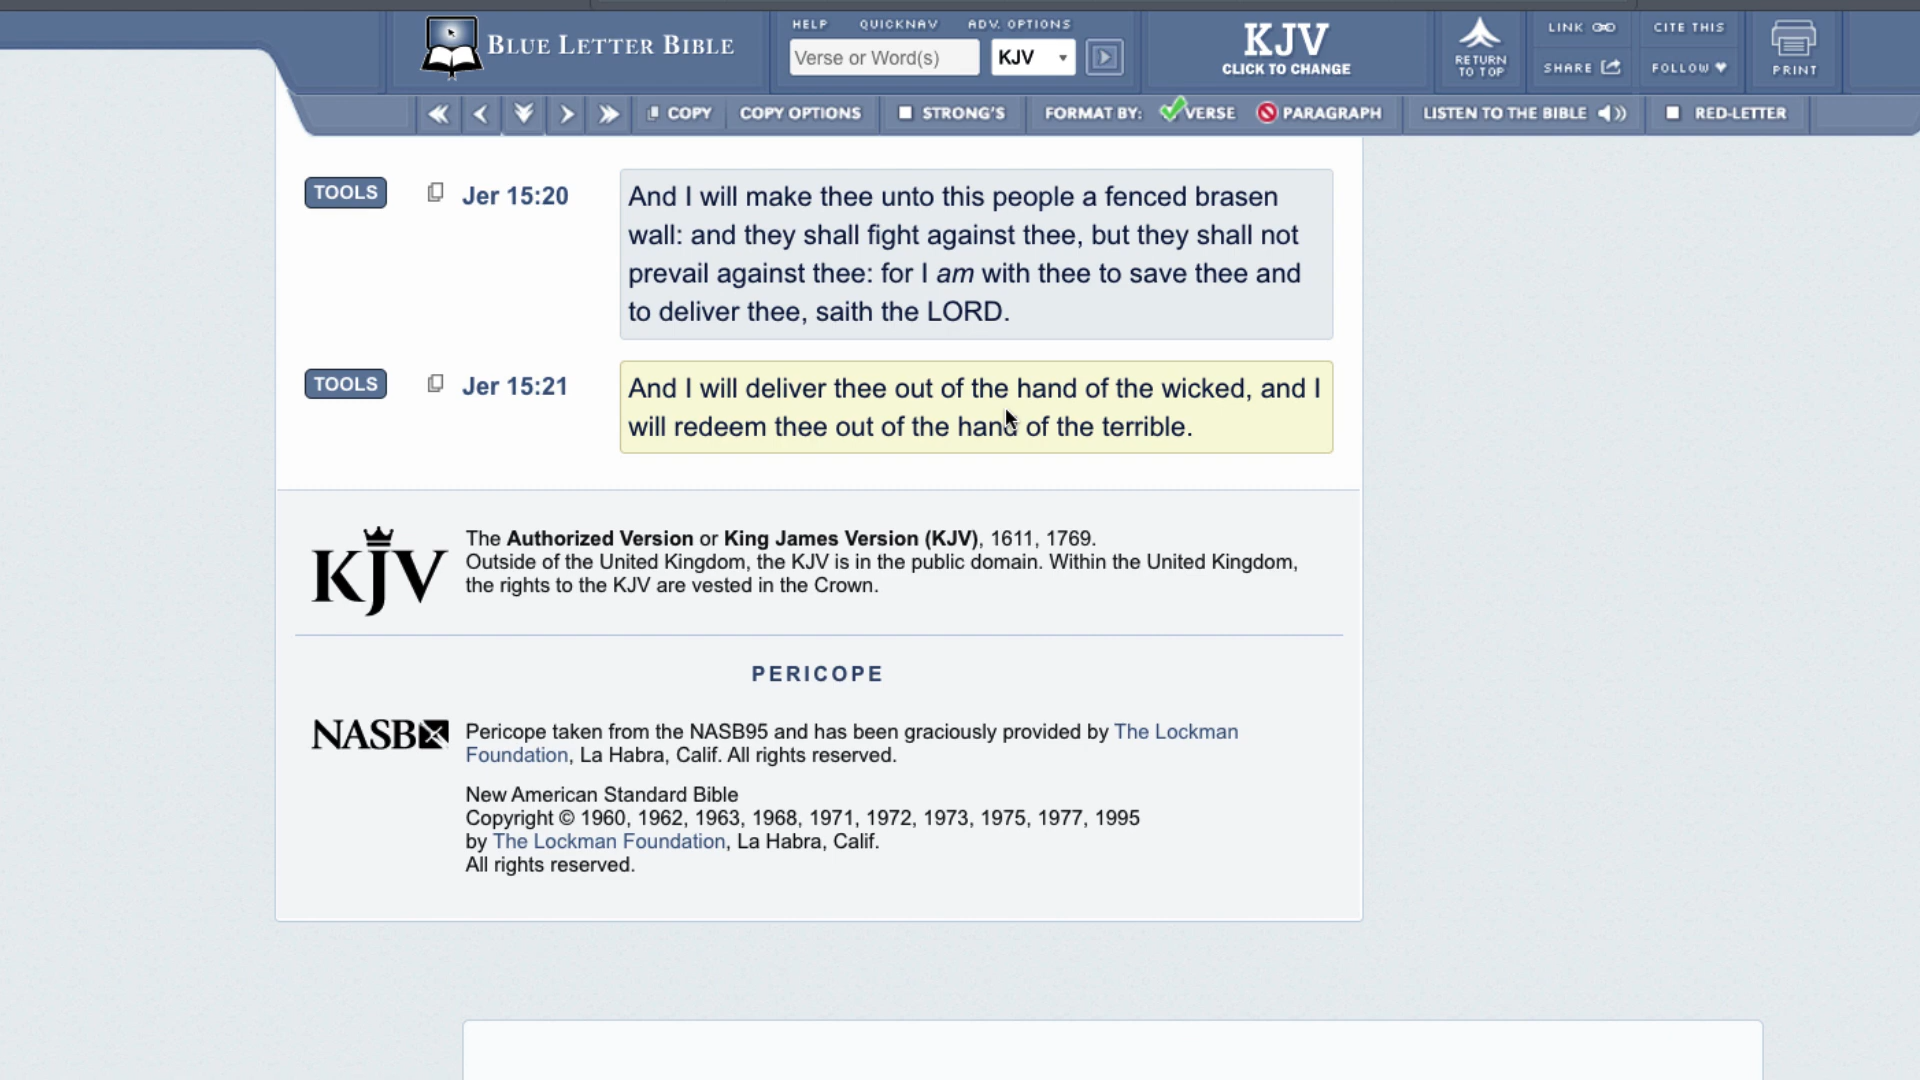 HELP QUICKNAV ADV. OPTIONS
BLUE LETTER BIBLE
Verse or Word(s) KJV
KJV
CLICK TO CHANGE
RETURN
TO TOP
LINK
SHARE
CITE THIS
FOLLOW
PRINT
COPY COPY OPTIONS STRONG'S FORMAT BY: VERSE PARAGRAPH LISTEN TO THE BIBLE RED-LETTER
TOOLS Jer 15:20
And I will make thee unto this people a fenced brasen
wall: and they shall fight against thee, but they shall not
prevail against thee: for I am with thee to save thee and
to deliver thee, saith the LORD.
TOOLS Jer 15:21
And I will deliver thee out of the hand of the wicked, and I
will redeem thee out of the hand of the terrible.
KJV
The Authorized Version or King James Version (KJV), 1611, 1769.
Outside of the United Kingdom, the KJV is in the public domain. Within the United Kingdom,
the rights to the KJV are vested in the Crown.
PERICOPE
NASB
Pericope taken from the NASB95 and has been graciously provided by The Lockman
Foundation, La Habra, Calif. All rights reserved.
New American Standard Bible
Copyright © 1960, 1962, 1963, 1968, 1971, 1972, 1973, 1975, 1977, 1995
by The Lockman Foundation, La Habra, Calif.
All rights reserved.